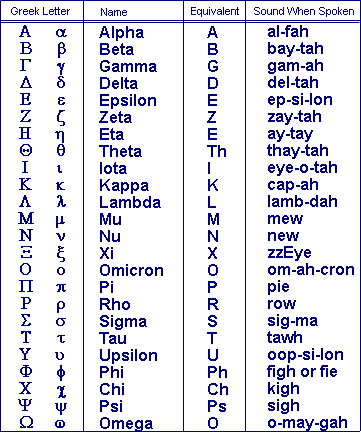 Greek Letter Name Equivalent Sound When Spoken
Α α Alpha A al-fah
Β β Beta B bay-tah
Γ γ Gamma G gam-ah
Δ δ Delta D del-tah
Ε ε Epsilon E ep-si-lon
Ζ ζ Zeta Z zay-tah
Η η Eta E ay-tay
Θ θ Theta Th thay-tah
Ι ι Iota I eye-o-tah
Κ κ Kappa K cap-ah
Λ λ Lambda L lamb-dah
Μ μ Mu M mew
Ν ν Nu N new
Ξ ξ Xi X zzEye
Ο ο Omicron O om-ah-cron
Π π Pi P pie
Ρ ρ Rho R row
Σ σ Sigma S sig-ma
Τ τ Tau T tawh
Υ υ Upsilon U oop-si-lon
Φ ϕ Phi Ph figh or fie
Χ χ Chi Ch kigh
Ψ ψ Psi Ps sigh
Ω ω Omega O o-may-gah